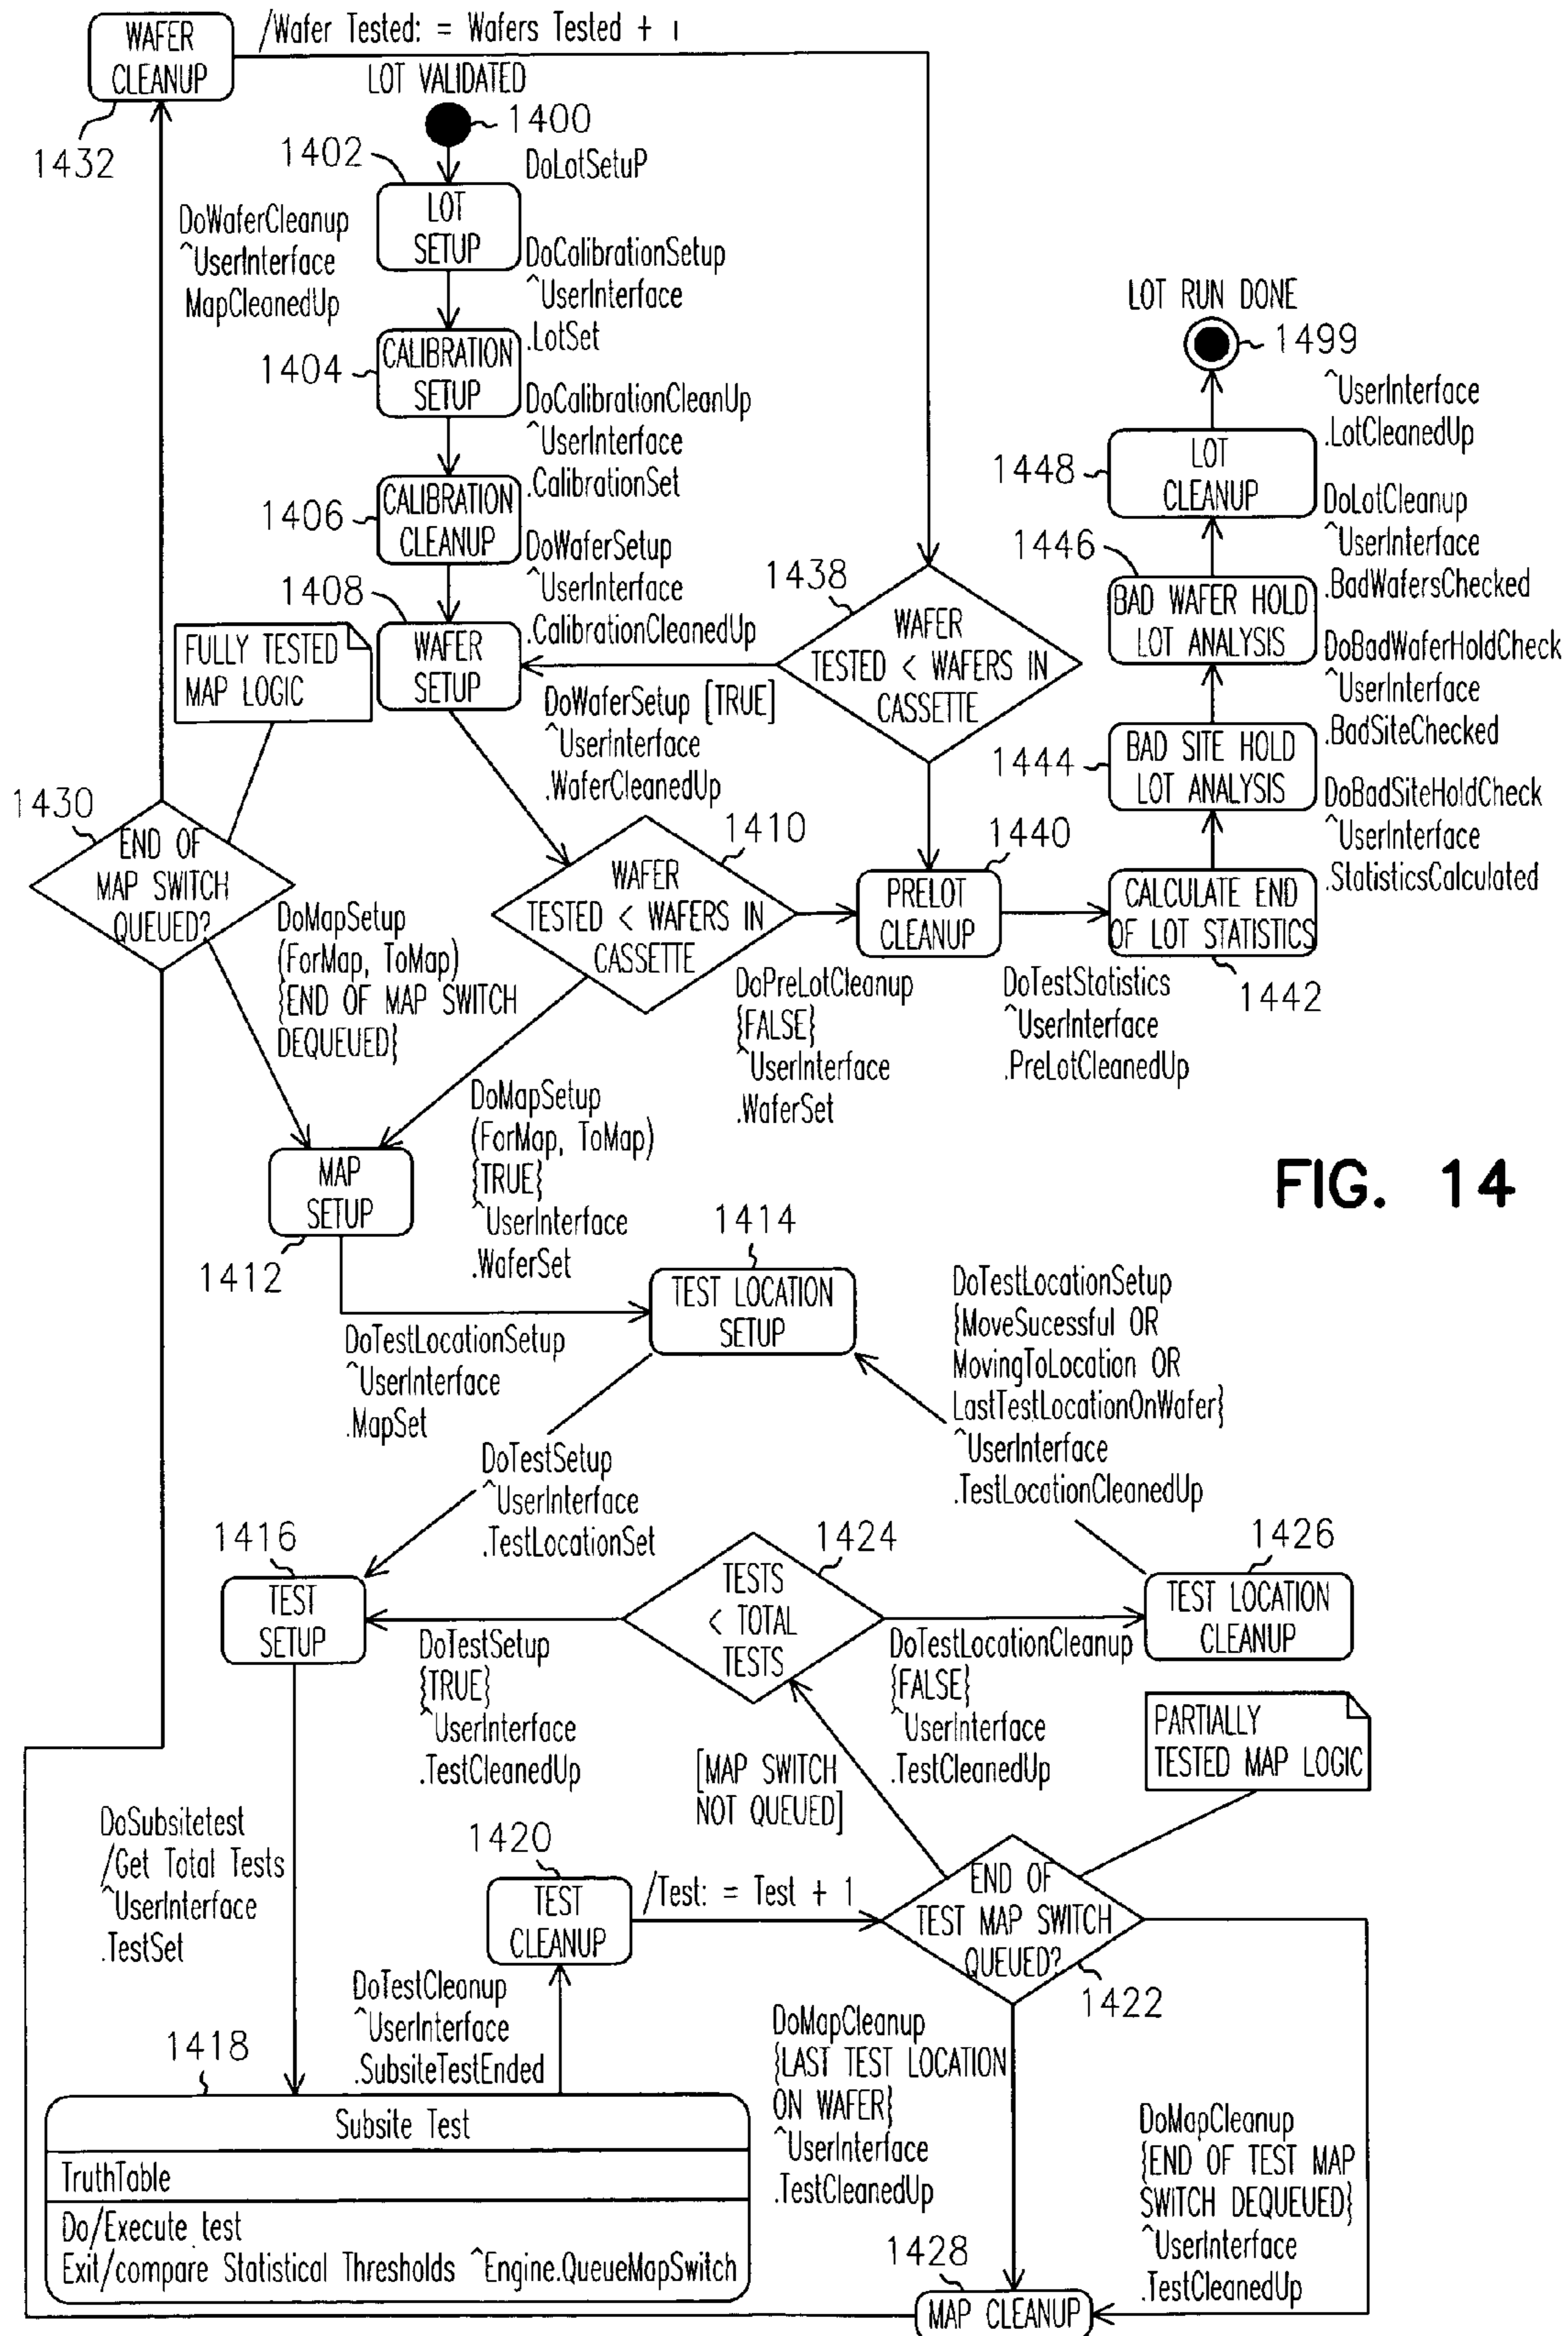 WAFER
CLEANUP
1432
/Wafer Tested: = Wafers Tested + 1
LOT VALIDATED
1400
DoLotSetuP
1402
LOT
SETUP
DoWaferCleanup
^UserInterface
MapCleanedUp
DoCalibrationSetup
^UserInterface
.LotSet
1404
CALIBRATION
SETUP
DoCalibrationCleanUp
^UserInterface
.CalibrationSet
1406
CALIBRATION
CLEANUP
DoWaferSetup
^UserInterface
.CalibrationCleanedUp
1408
WAFER
SETUP
FULLY TESTED
MAP LOGIC
1438
WAFER
TESTED < WAFERS IN
CASSETTE
DoWaferSetup [TRUE]
^UserInterface
.WaferCleanedUp
LOT RUN DONE
1499
^UserInterface
.LotCleanedUp
1448
LOT
CLEANUP
DoLotCleanup
^UserInterface
.BadWafersChecked
1446
BAD WAFER HOLD
LOT ANALYSIS
DoBadWaferHoldCheck
^UserInterface
.BadSiteChecked
1444
BAD SITE HOLD
LOT ANALYSIS
DoBadSiteHoldCheck
^UserInterface
.StatisticsCalculated
1430
END OF
MAP SWITCH
QUEUED?
DoMapSetup
(ForMap, ToMap)
{END OF MAP SWITCH
DEQUEUED}
1410
WAFER
TESTED < WAFERS IN
CASSETTE
1440
PRELOT
CLEANUP
CALCULATE END
OF LOT STATISTICS
1442
DoPreLotCleanup
{FALSE}
^UserInterface
.WaferSet
DoTestStatistics
^UserInterface
.PreLotCleanedUp
DoMapSetup
(ForMap, ToMap)
{TRUE}
^UserInterface
.WaferSet
MAP
SETUP
1412
FIG. 14
1414
TEST LOCATION
SETUP
DoTestLocationSetup
^UserInterface
.MapSet
DoTestLocationSetup
{MoveSucessful OR
MovingToLocation OR
LastTestLocationOnWafer}
^UserInterface
.TestLocationCleanedUp
DoTestSetup
^UserInterface
.TestLocationSet
1416
TEST
SETUP
1424
TESTS
< TOTAL
TESTS
1426
TEST LOCATION
CLEANUP
DoTestSetup
{TRUE}
^UserInterface
.TestCleanedUp
DoTestLocationCleanup
{FALSE}
^UserInterface
.TestCleanedUp
[MAP SWITCH
NOT QUEUED]
PARTIALLY
TESTED MAP LOGIC
DoSubsitetest
/Get Total Tests
^UserInterface
.TestSet
1420
TEST
CLEANUP
/Test: = Test + 1
END OF
TEST MAP SWITCH
QUEUED?
1422
DoTestCleanup
^UserInterface
.SubsiteTestEnded
DoMapCleanup
{LAST TEST LOCATION
ON WAFER}
^UserInterface
.TestCleanedUp
DoMapCleanup
{END OF TEST MAP
SWITCH DEQUEUED}
^UserInterface
.TestCleanedUp
1418
Subsite Test
TruthTable
Do/Execute test
Exit/compare Statistical Thresholds ^Engine.QueueMapSwitch
1428
MAP CLEANUP